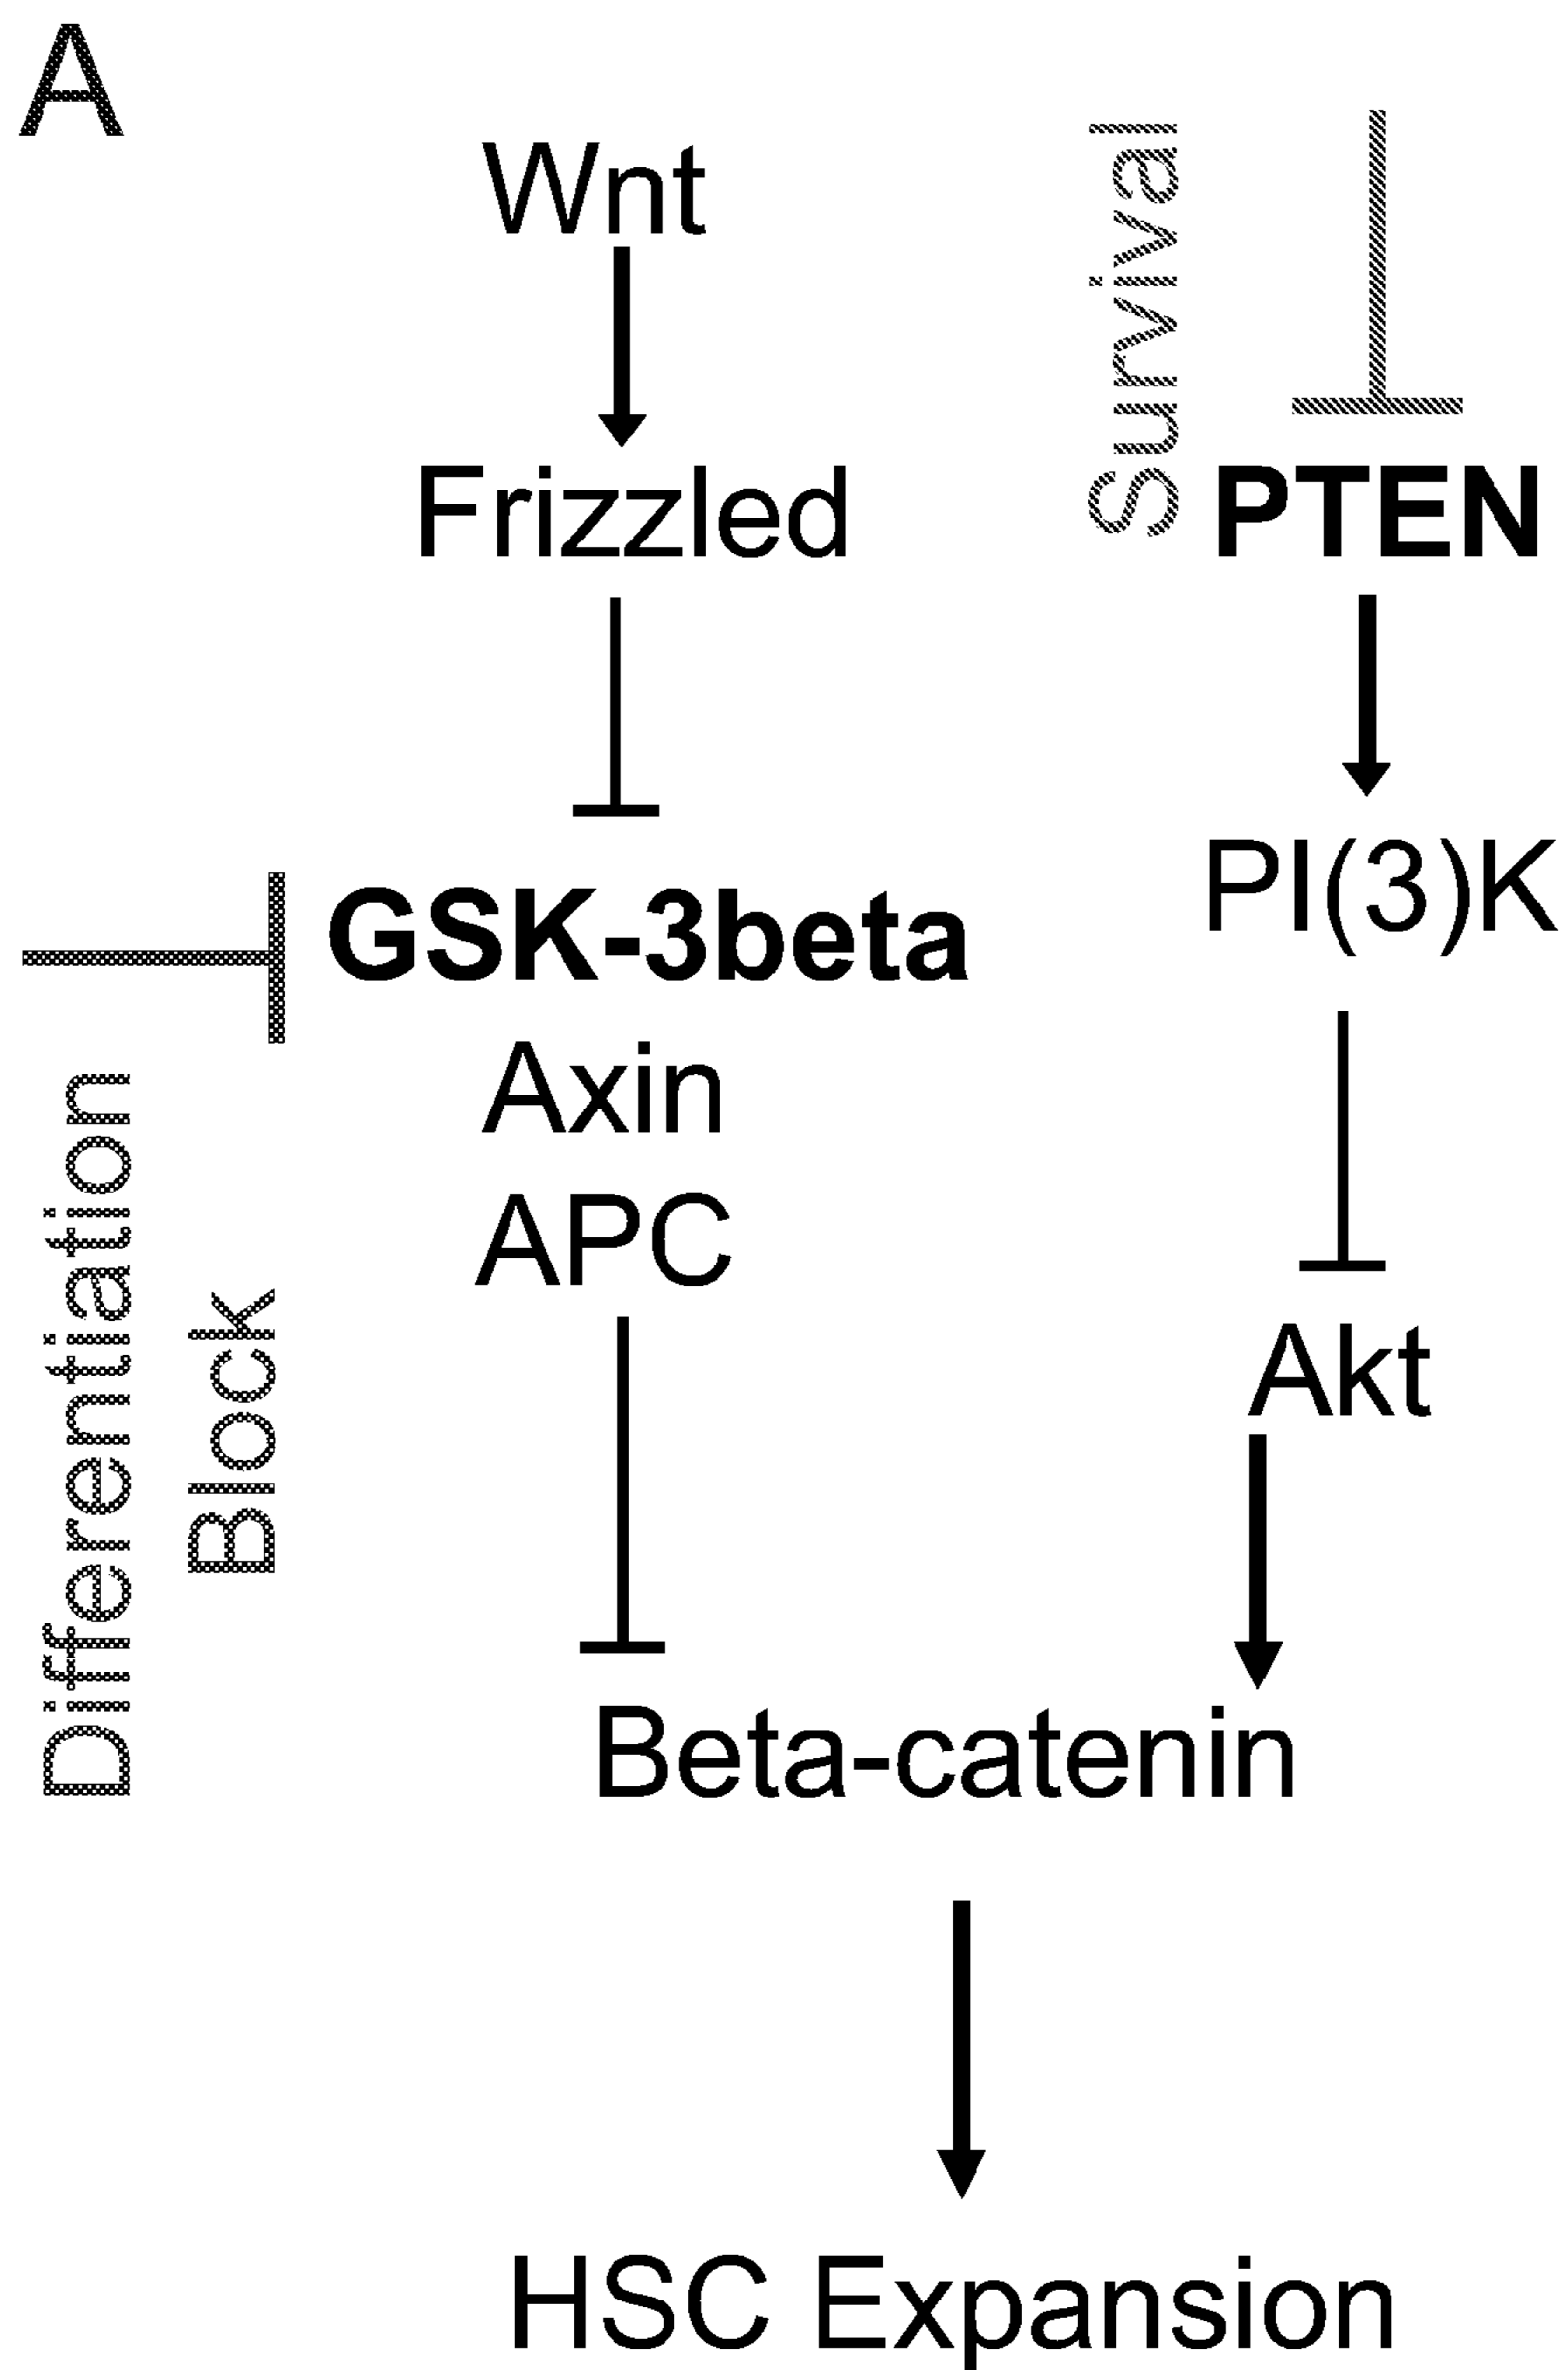 A
Wnt
Survival
Frizzled
PTEN
PI(3)K
GSK-3beta
Axin
APC
Differentiation
Block
Akt
Beta-catenin
HSC Expansion